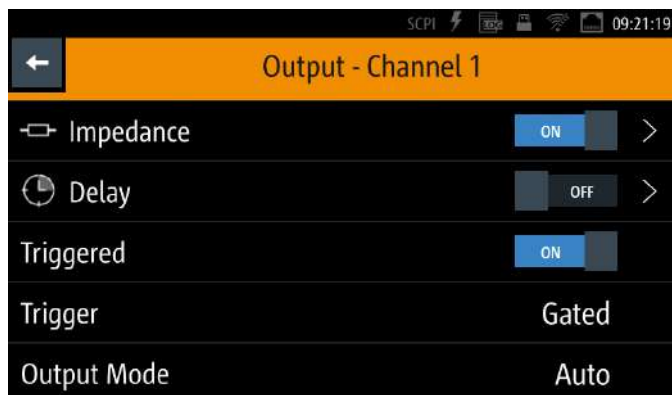 SCPI 09:21:19
Output - Channel 1
Impedance ON
Delay OFF
Triggered ON
Trigger Gated
Output Mode Auto